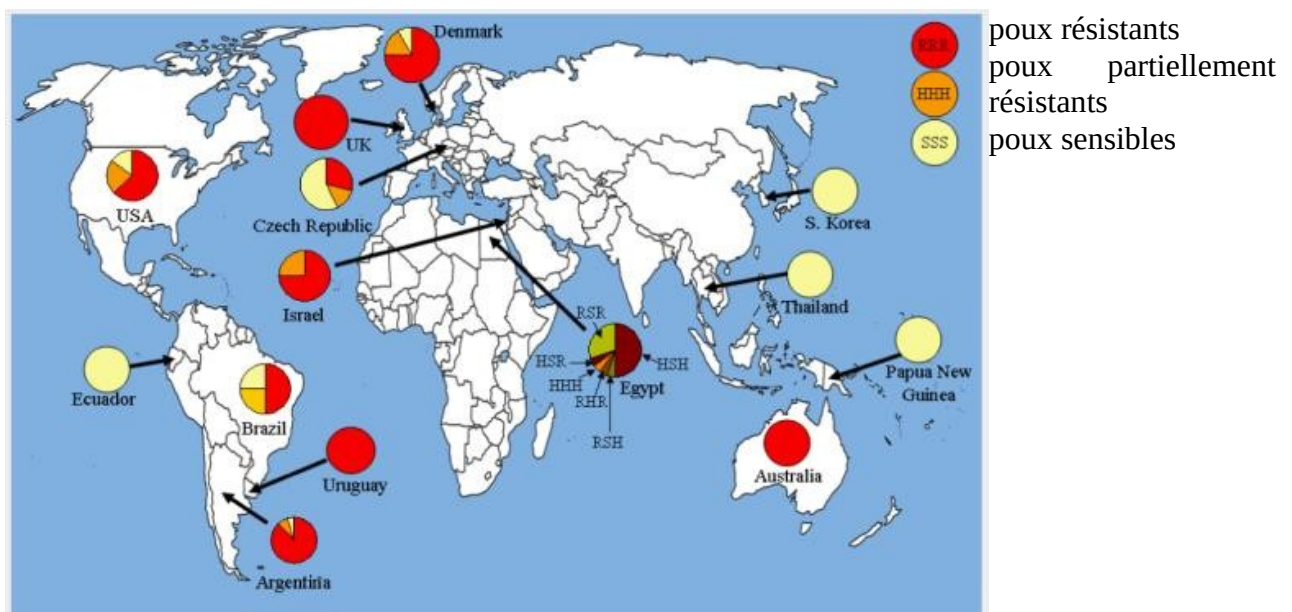 Denmark
RRR
poux résistants
poux partiellement
HHH
résistants
SSS
poux sensibles
UK
USA
Czech Republic
S. Korea
Israel
Thailand
RSR
HSR
HSH
HHH
Egypt
RHR
RSH
Ecuador
Papua New
Guinea
Brazil
Uruguay
Australia
Argentina